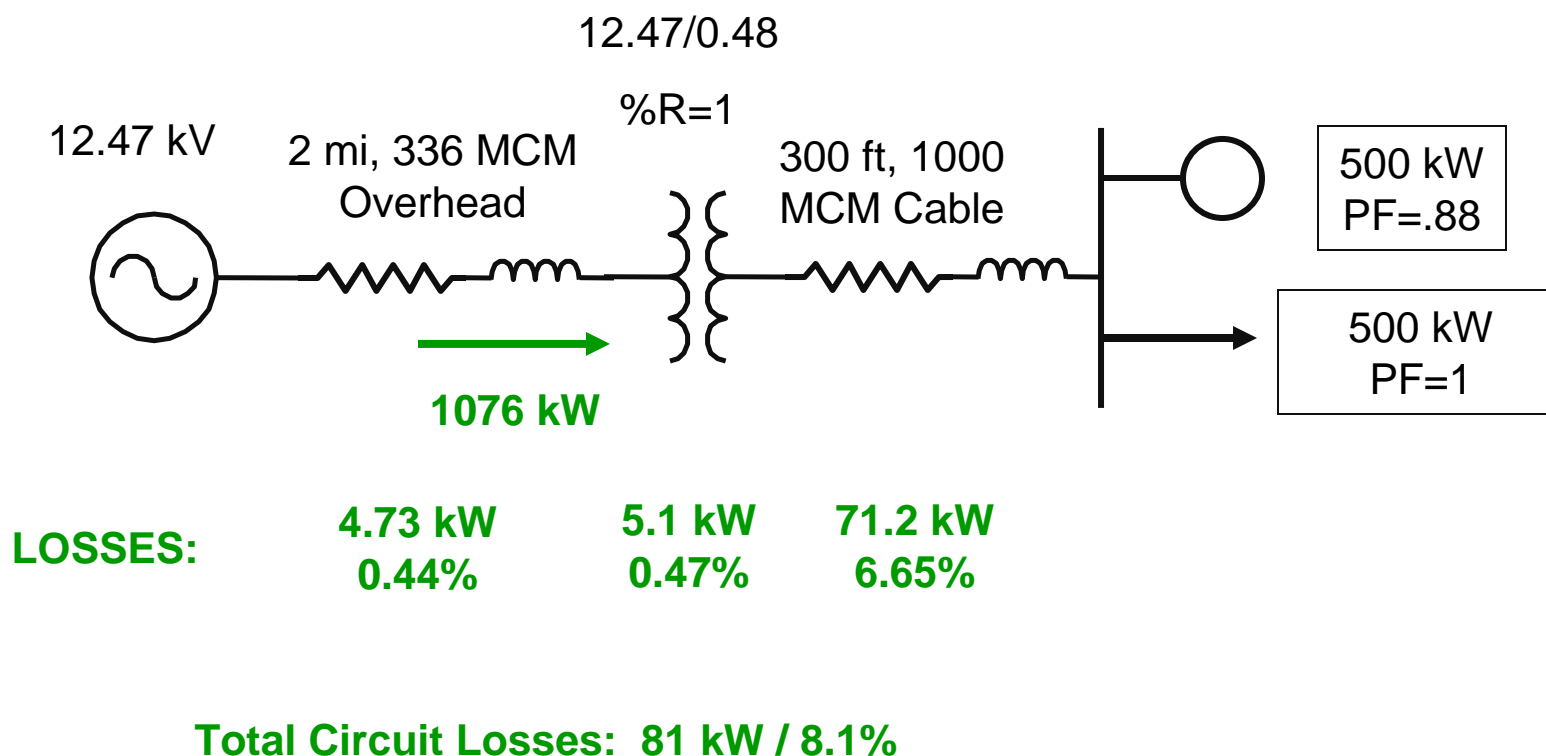 12.47/0.48
%R=1
12.47 kV
2 mi, 336 MCM
Overhead
300 ft, 1000
MCM Cable
500 kW
PF=.88
500 kW
PF=1
1076 kW
LOSSES:
4.73 kW
0.44%
5.1 kW
0.47%
71.2 kW
6.65%
Total Circuit Losses: 81 kW / 8.1%